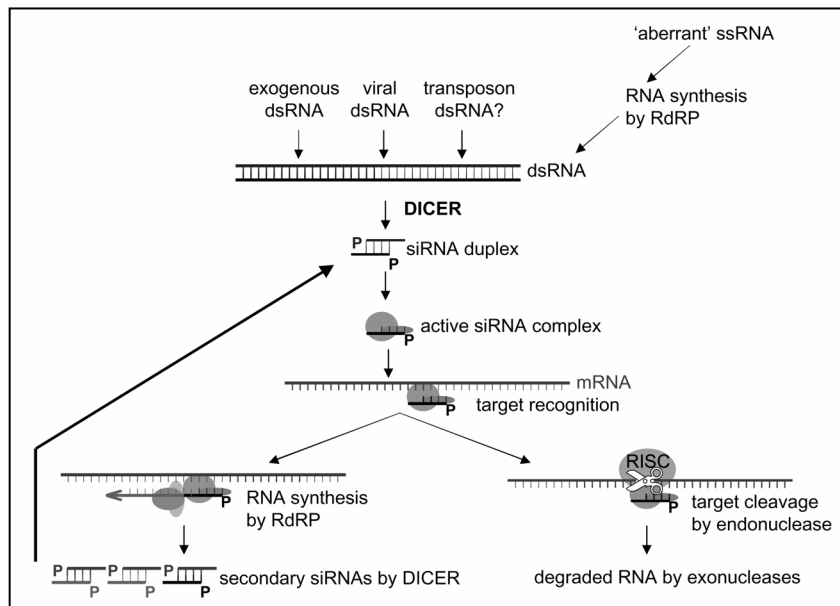 'aberrant' ssRNA
exogenous
dsRNA
viral
dsRNA
transposon
dsRNA?
RNA synthesis
by RdRP
dsRNA
DICER
P
siRNA duplex
P
active siRNA complex
P
mRNA
target recognition
P
RNA synthesis
by RdRP
P
RISC
target cleavage
by endonuclease
P
P P P
secondary siRNAs by DICER
P P P
degraded RNA by exonucleases